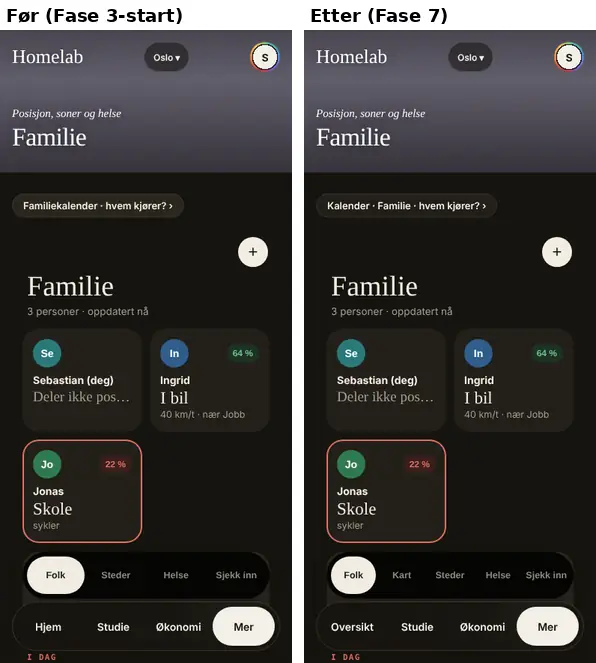 Før (Fase 3-start)
Homelab
Oslo ▾
S
Posisjon, soner og helse
Familie
Familiekalender · hvem kjører? ›
+
Familie
3 personer · oppdatert nå
Se
Sebastian (deg)
Deler ikke pos…
In
64 %
Ingrid
I bil
40 km/t · nær Jobb
Jo
22 %
Jonas
Skole
sykler
Folk Steder Helse Sjekk inn
Hjem Studie Økonomi Mer
I DAG
Etter (Fase 7)
Homelab
Oslo ▾
S
Posisjon, soner og helse
Familie
Kalender · Familie · hvem kjører? ›
+
Familie
3 personer · oppdatert nå
Se
Sebastian (deg)
Deler ikke pos…
In
64 %
Ingrid
I bil
40 km/t · nær Jobb
Jo
22 %
Jonas
Skole
sykler
Folk Kart Steder Helse Sjekk inn
Oversikt Studie Økonomi Mer
I DAG